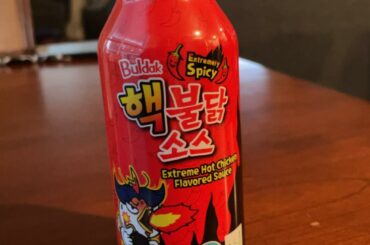 Buldak
Extremely
Spicy
핵불닭
소스
Extreme Hot Chicken
Flavored Sauce